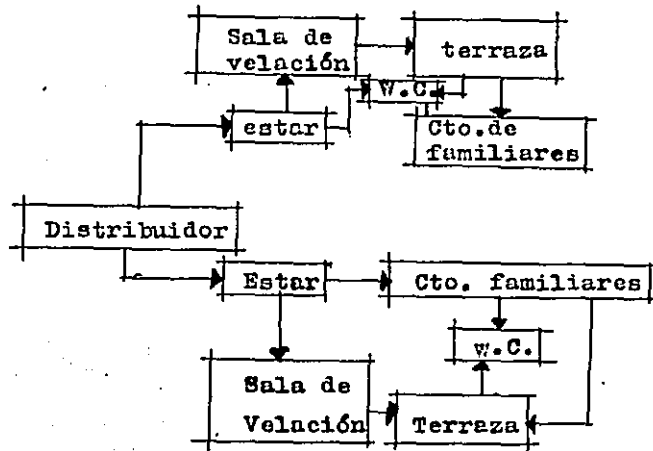 Sala de
velación
terraza
W.C.
estar
Cto.de
familiares
Distribuidor
Estar
Cto. familiares
w.C.
Sala de
Velación
Terraza